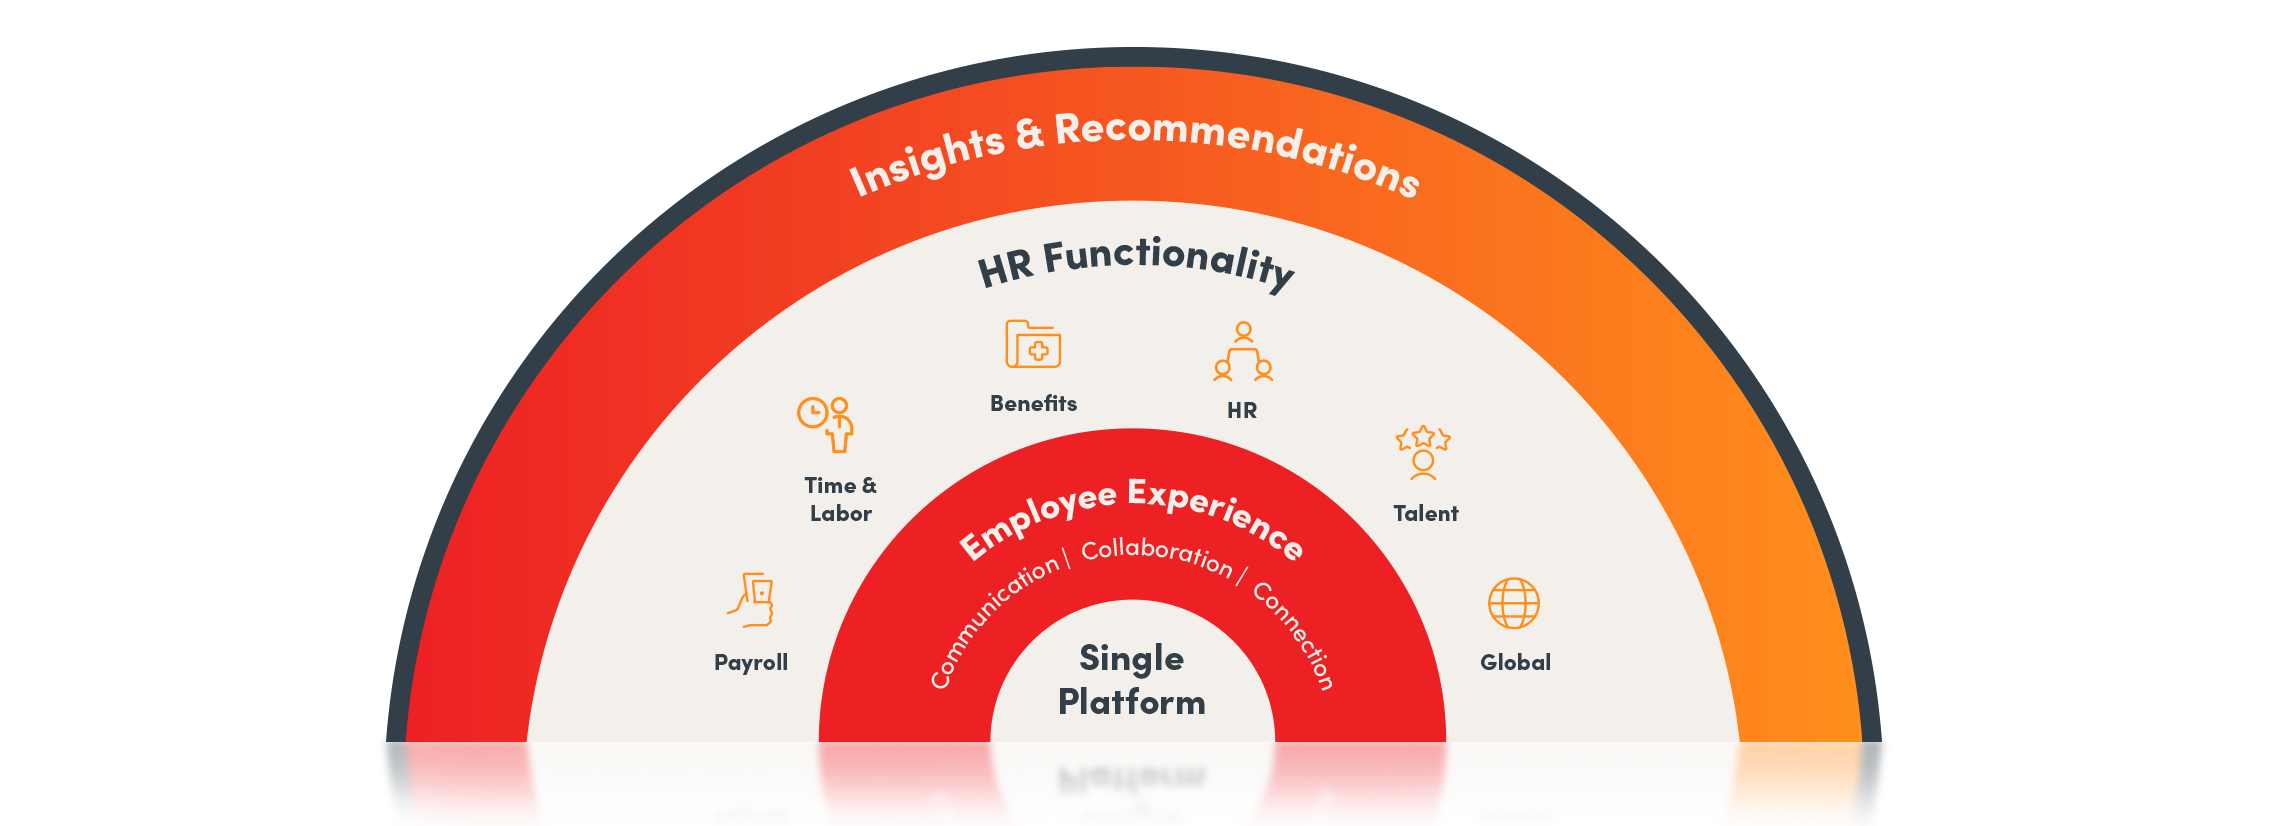 Insights & Recommendations
HR Functionality
Benefits
HR
Time &
Labor
Talent
Payroll
Global
Employee Experience
Communication | Collaboration | Connection
Single
Platform